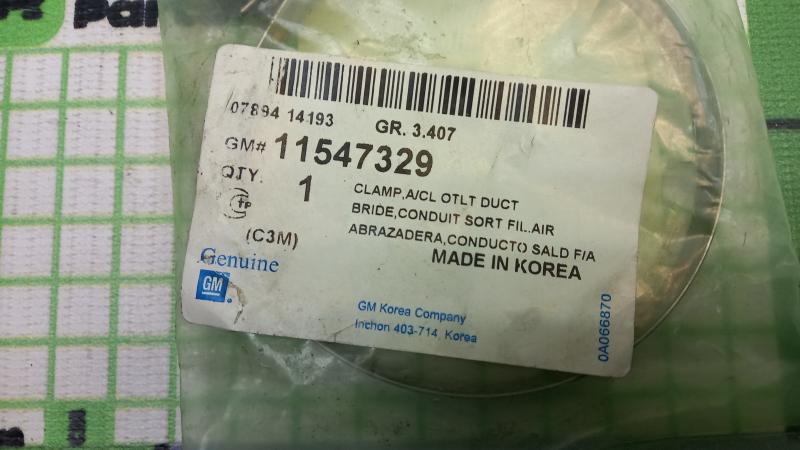 07894 14193
GR. 3.407
GM# 11547329
QTY. 1
CLAMP,A/CL OTLT DUCT
BRIDE,CONDUIT SORT FIL.AIR
ABRAZADERA,CONDUCTO SALD F/A
(C3M)
MADE IN KOREA
Genuine
GM
GM Korea Company
Inchon 403-714, Korea
0A066870